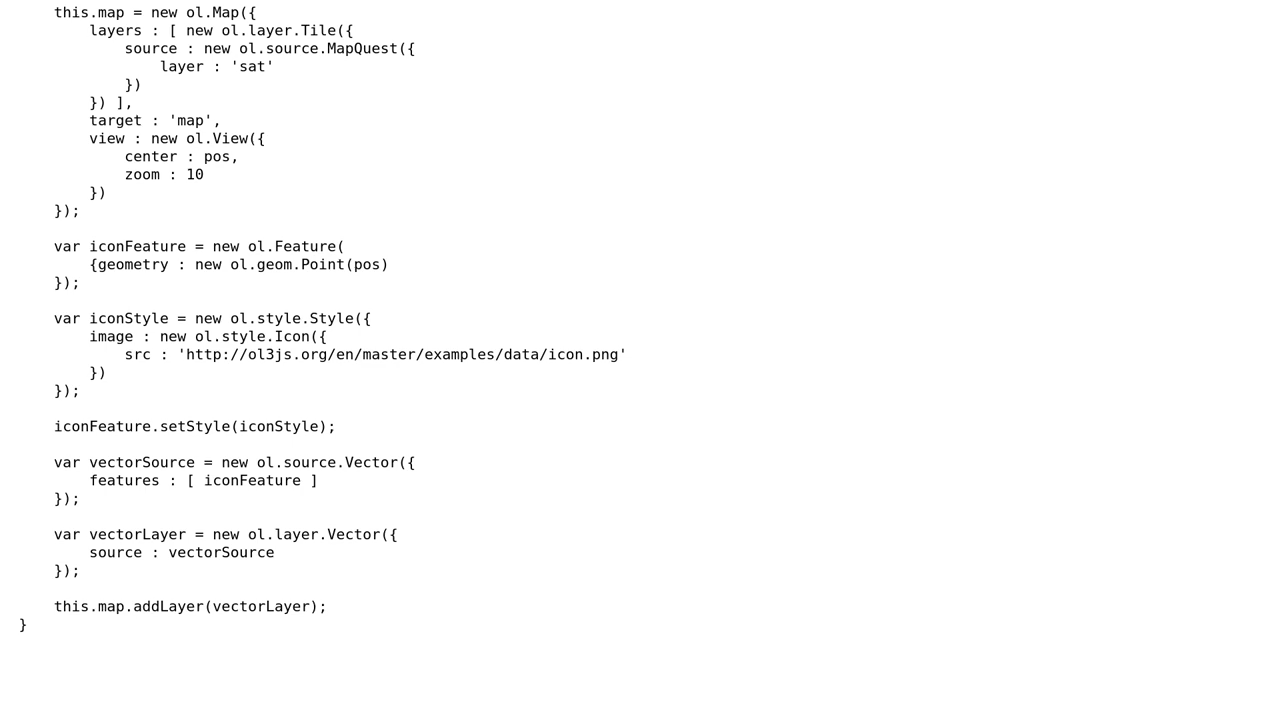 this.map = new ol.Map({
layers : [ new ol.layer.Tile({
source : new ol.source.MapQuest({
layer : 'sat'
})
}) ],
target : 'map',
view : new ol.View({
center : pos,
zoom : 10
})
});
var iconFeature = new ol.Feature(
{geometry : new ol.geom.Point(pos)
});
var iconStyle = new ol.style.Style({
image : new ol.style.Icon({
src : 'http://ol3js.org/en/master/examples/data/icon.png'
})
});
iconFeature.setStyle(iconStyle);
var vectorSource = new ol.source.Vector({
features : [ iconFeature ]
});
var vectorLayer = new ol.layer.Vector({
source : vectorSource
});
this.map.addLayer(vectorLayer);
}